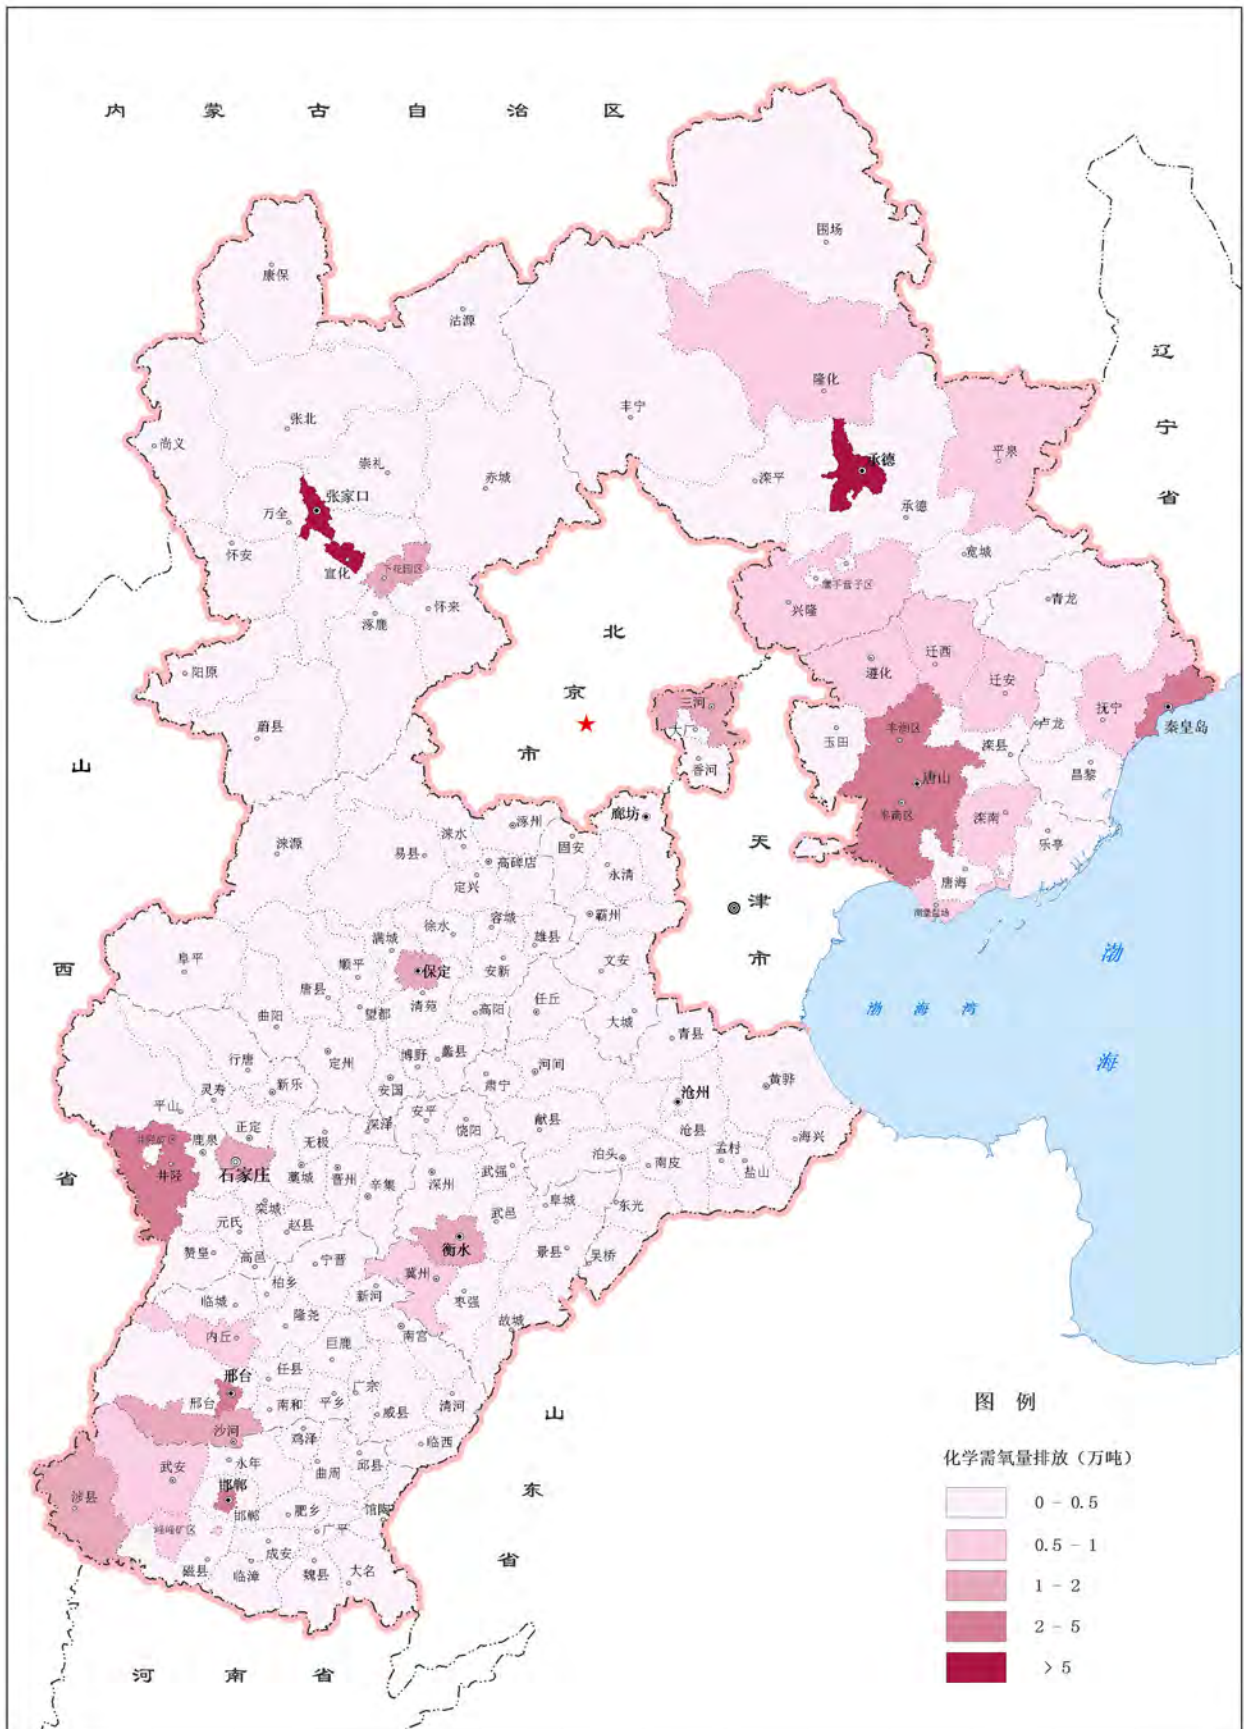 内蒙古自治区
围场
康保
沽源
辽宁省
隆化
张北
丰宁
尚义
平泉
崇礼
承德
赤城
滦平
张家口
万全
承德
怀安
宽城
宣化
下花园区
鹰手营子区
青龙
兴隆
怀来
涿鹿
北京市
迁西
遵化
阳原
迁安
三河
抚宁
蔚县
大厂
卢龙
秦皇岛
玉田
丰润区
滦县
山西省
香河
昌黎
唐山
廊坊
丰南区
滦南
涿州
涞水
固安
天津市
乐亭
涞源
易县
高碑店
永清
定兴
唐海
南堡盐场
容城
霸州
徐水
满城
雄县
渤海
阜平
顺平
保定
安新
文安
唐县
清苑
任丘
望都
高阳
渤海湾
曲阳
大城
青县
行唐
定州
博野
蠡县
河间
灵寿
新乐
安国
肃宁
黄骅
沧州
平山
安平
献县
正定
深泽
饶阳
沧县
井陉矿区
鹿泉
无极
海兴
泊头
孟村
井陉
石家庄
藁城
晋州
武强
南皮
盐山
深州
辛集
栾城
阜城
东光
元氏
赵县
武邑
赞皇
高邑
宁晋
衡水
景县
吴桥
冀州
柏乡
新河
枣强
临城
隆尧
故城
内丘
巨鹿
南宫
邢台
任县
广宗
邢台
南和
平乡
威县
清河
山东省
沙河
鸡泽
临西
武安
永年
曲周
邱县
涉县
邯郸
邯郸
肥乡
馆陶
峰峰矿区
广平
成安
磁县
临漳
魏县
大名
河南省
图 例
化学需氧量排放（万吨）
0 - 0.5
0.5 - 1
1 - 2
2 - 5
> 5